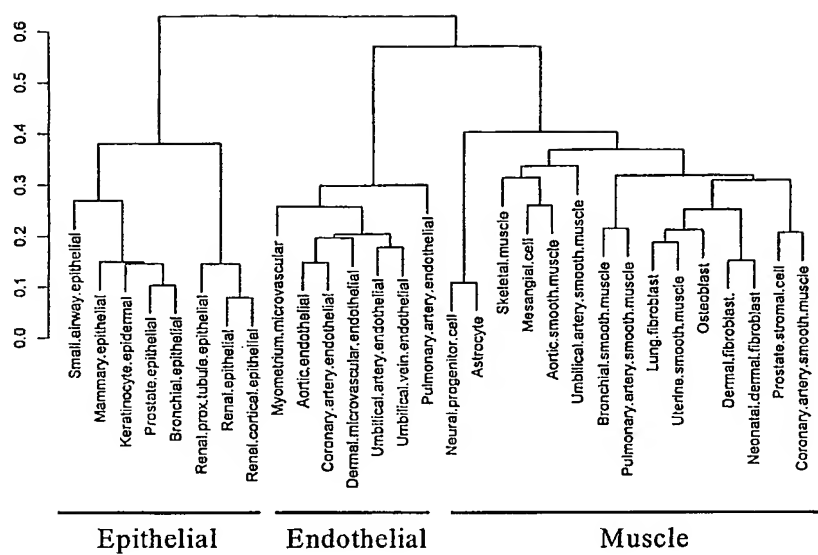 0.6
0.5
0.4
0.3
0.2
0.1
0.0
Small.airway.epithelial
Mammary.epithelial
Keratinocyte.epidermal
Prostate.epithelial
Bronchial.epithelial
Renal.prox.tubule.epithelial
Renal.epithelial
Renal.cortical.epithelial
Myometrium.microvascular
Aortic.endothelial
Coronary.artery.endothelial
Dermal.microvascular.endothelial
Umbilical.artery.endothelial
Umbilical.vein.endothelial
Pulmonary.artery.endothelial
Neural.progenitor.cell
Astrocyte
Skeletal.muscle
Mesangial.cell
Aortic.smooth.muscle
Umbilical.artery.smooth.muscle
Bronchial.smooth.muscle
Pulmonary.artery.smooth.muscle
Lung.fibroblast
Uterine.smooth.muscle
Osteoblast
Dermal.fibroblast.
Neonatal.dermal.fibroblast
Prostate.stromal.cell
Coronary.artery.smooth.muscle
Epithelial
Endothelial
Muscle